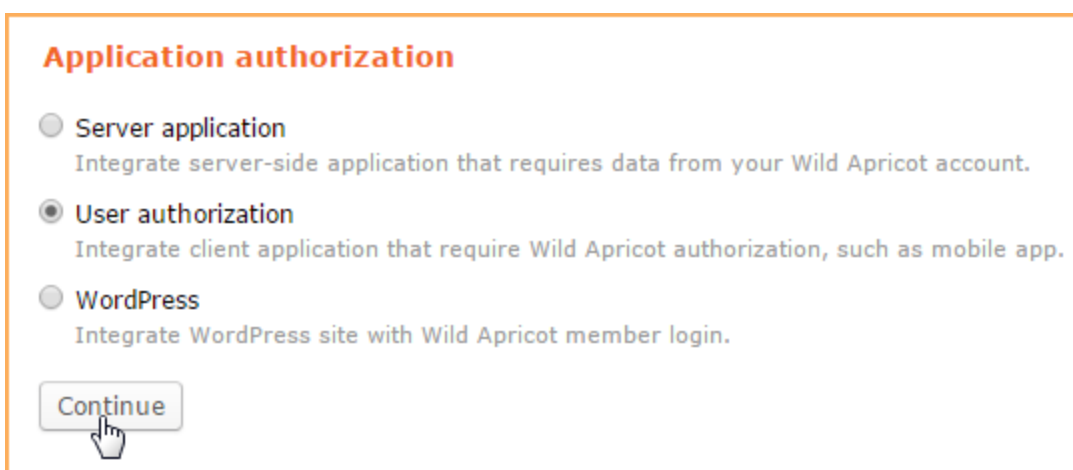 Application authorization
Server application
Integrate server-side application that requires data from your Wild Apricot account.
User authorization
Integrate client application that require Wild Apricot authorization, such as mobile app.
WordPress
Integrate WordPress site with Wild Apricot member login.
Continue